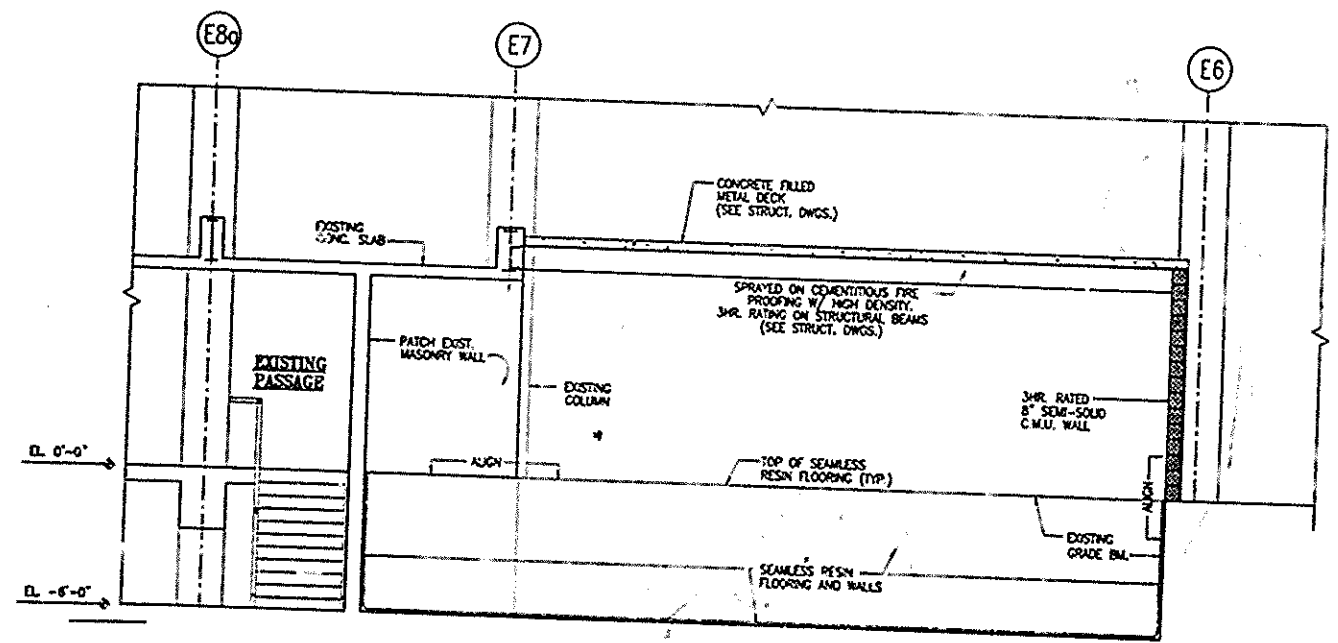 E8a
E7
E6
CONCRETE FILLED
METAL DECK
(SEE STRUCT. DWGS.)
EXISTING
CONC. SLAB
SPRAYED ON CEMENTITIOUS FIRE
PROOFING W/ HIGH DENSITY.
3HR. RATING ON STRUCTURAL BEAMS
(SEE STRUCT. DWGS.)
PATCH EXIST.
MASONRY WALL
EXISTING
PASSAGE
EXISTING
COLUMN
3HR. RATED
8" SEMI-SOLID
C.M.U. WALL
EL. 0'-0"
ALIGN
TOP OF SEAMLESS
RESIN FLOORING (TYP.)
ALIGN
EXISTING
GRADE BM.
SEAMLESS RESIN
FLOORING AND WALLS
EL. -6'-0"